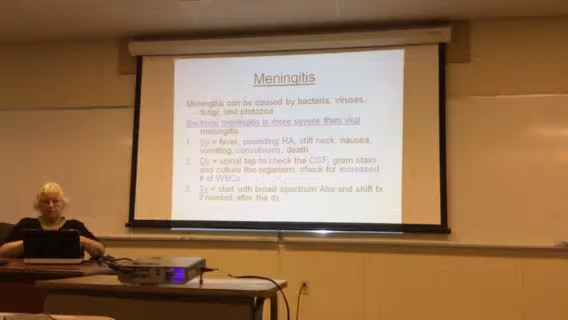 Meningitis
Meningitis can be caused by bacteria, viruses,
fungi, and protozoa
Bacterial meningitis is more severe than viral
meningitis.
1. Sx = fever, pounding HA, stiff neck, nausea,
vomiting, convulsions, death
2. Dx = spinal tap to check the CSF, gram stain
and culture the organism, check for increased
# of WBCs
3. Tx = start with broad spectrum Abs and shift tx
if needed after the dx